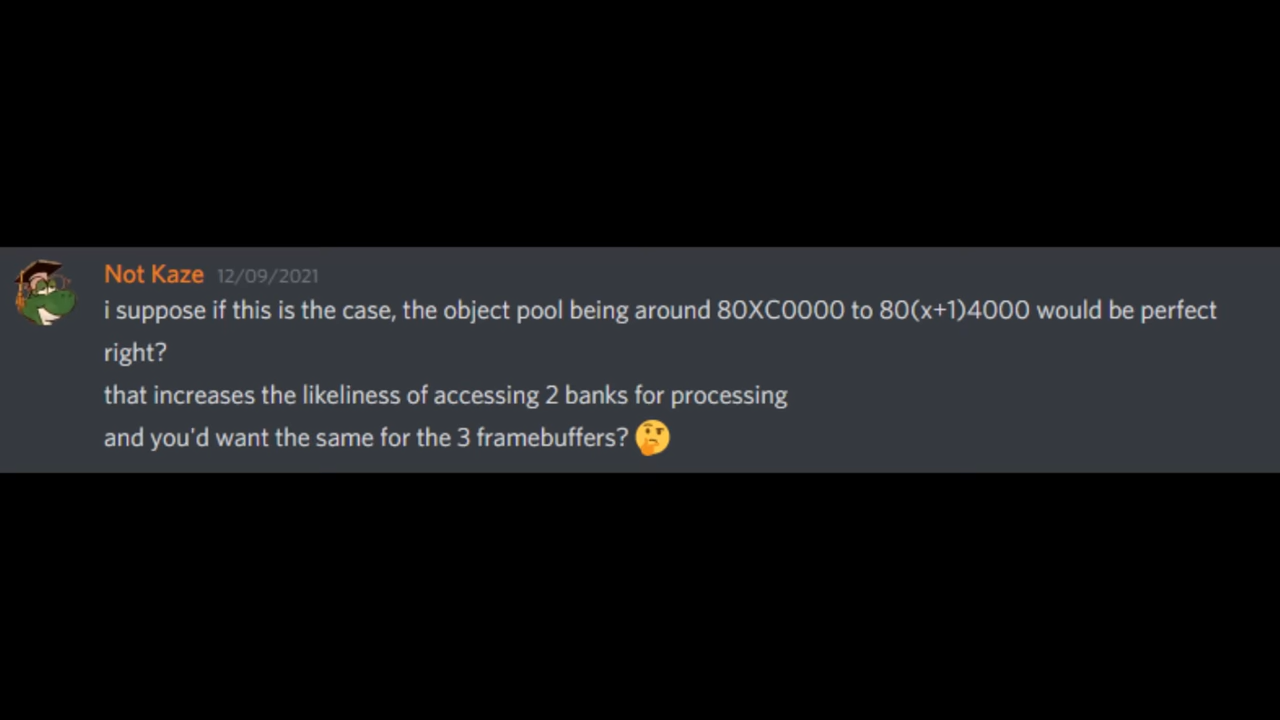 Not Kaze 12/09/2021
i suppose if this is the case, the object pool being around 80XC0000 to 80(x+1)4000 would be perfect
right?
that increases the likeliness of accessing 2 banks for processing
and you'd want the same for the 3 framebuffers? 🤔